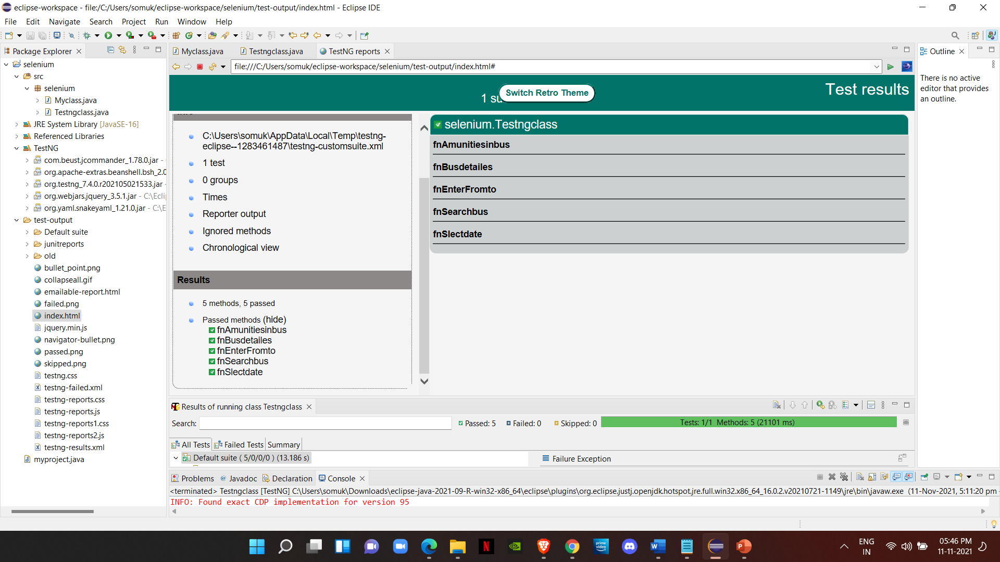 eclipse-workspace - file:/C:/Users/somuk/eclipse-workspace/selenium/test-output/index.html - Eclipse IDE
File Edit Navigate Search Project Run Window Help
Package Explorer
selenium
src
selenium
Myclass.java
Testngclass.java
JRE System Library [JavaSE-16]
Referenced Libraries
TestNG
com.beust.jcommander_1.78.0.jar -
org.apache-extras.beanshell.bsh_2.0
org.testng_7.4.0.r202105021533.jar -
org.webjars.jquery_3.5.1.jar - C:\Ecli
org.yaml.snakeyaml_1.21.0.jar - C:\E
test-output
Default suite
junitreports
old
bullet_point.png
collapseall.gif
emailable-report.html
failed.png
index.html
jquery.min.js
navigator-bullet.png
passed.png
skipped.png
testng.css
testng-failed.xml
testng-reports.css
testng-reports.js
testng-reports1.css
testng-reports2.js
testng-results.xml
myproject.java
Myclass.java Testngclass.java TestNG reports
file:///C:/Users/somuk/eclipse-workspace/selenium/test-output/index.html#
Test results
Switch Retro Theme
1 su
C:\Users\somuk\AppData\Local\Temp\testng-
eclipse--1283461487\testng-customsuite.xml
1 test
0 groups
Times
Reporter output
Ignored methods
Chronological view
Results
5 methods, 5 passed
Passed methods (hide)
fnAmunitiesinbus
fnBusdetailes
fnEnterFromto
fnSearchbus
fnSlectdate
selenium.Testngclass
fnAmunitiesinbus
fnBusdetailes
fnEnterFromto
fnSearchbus
fnSlectdate
Outline
There is no active
editor that provides
an outline.
Results of running class Testngclass
Search: Passed: 5 Failed: 0 Skipped: 0 Tests: 1/1 Methods: 5 (21101 ms)
All Tests Failed Tests Summary
Default suite ( 5/0/0/0 ) (13.186 s) Failure Exception
Problems Javadoc Declaration Console
<terminated> Testngclass [TestNG] C:\Users\somuk\Downloads\eclipse-java-2021-09-R-win32-x86_64\eclipse\plugins\org.eclipse.justj.openjdk.hotspot.jre.full.win32.x86_64_16.0.2.v20210721-1149\jre\bin\javaw.exe (11-Nov-2021, 5:11:20 pm
INFO: Found exact CDP implementation for version 95
prime video
ENG
IN
05:46 PM
11-11-2021